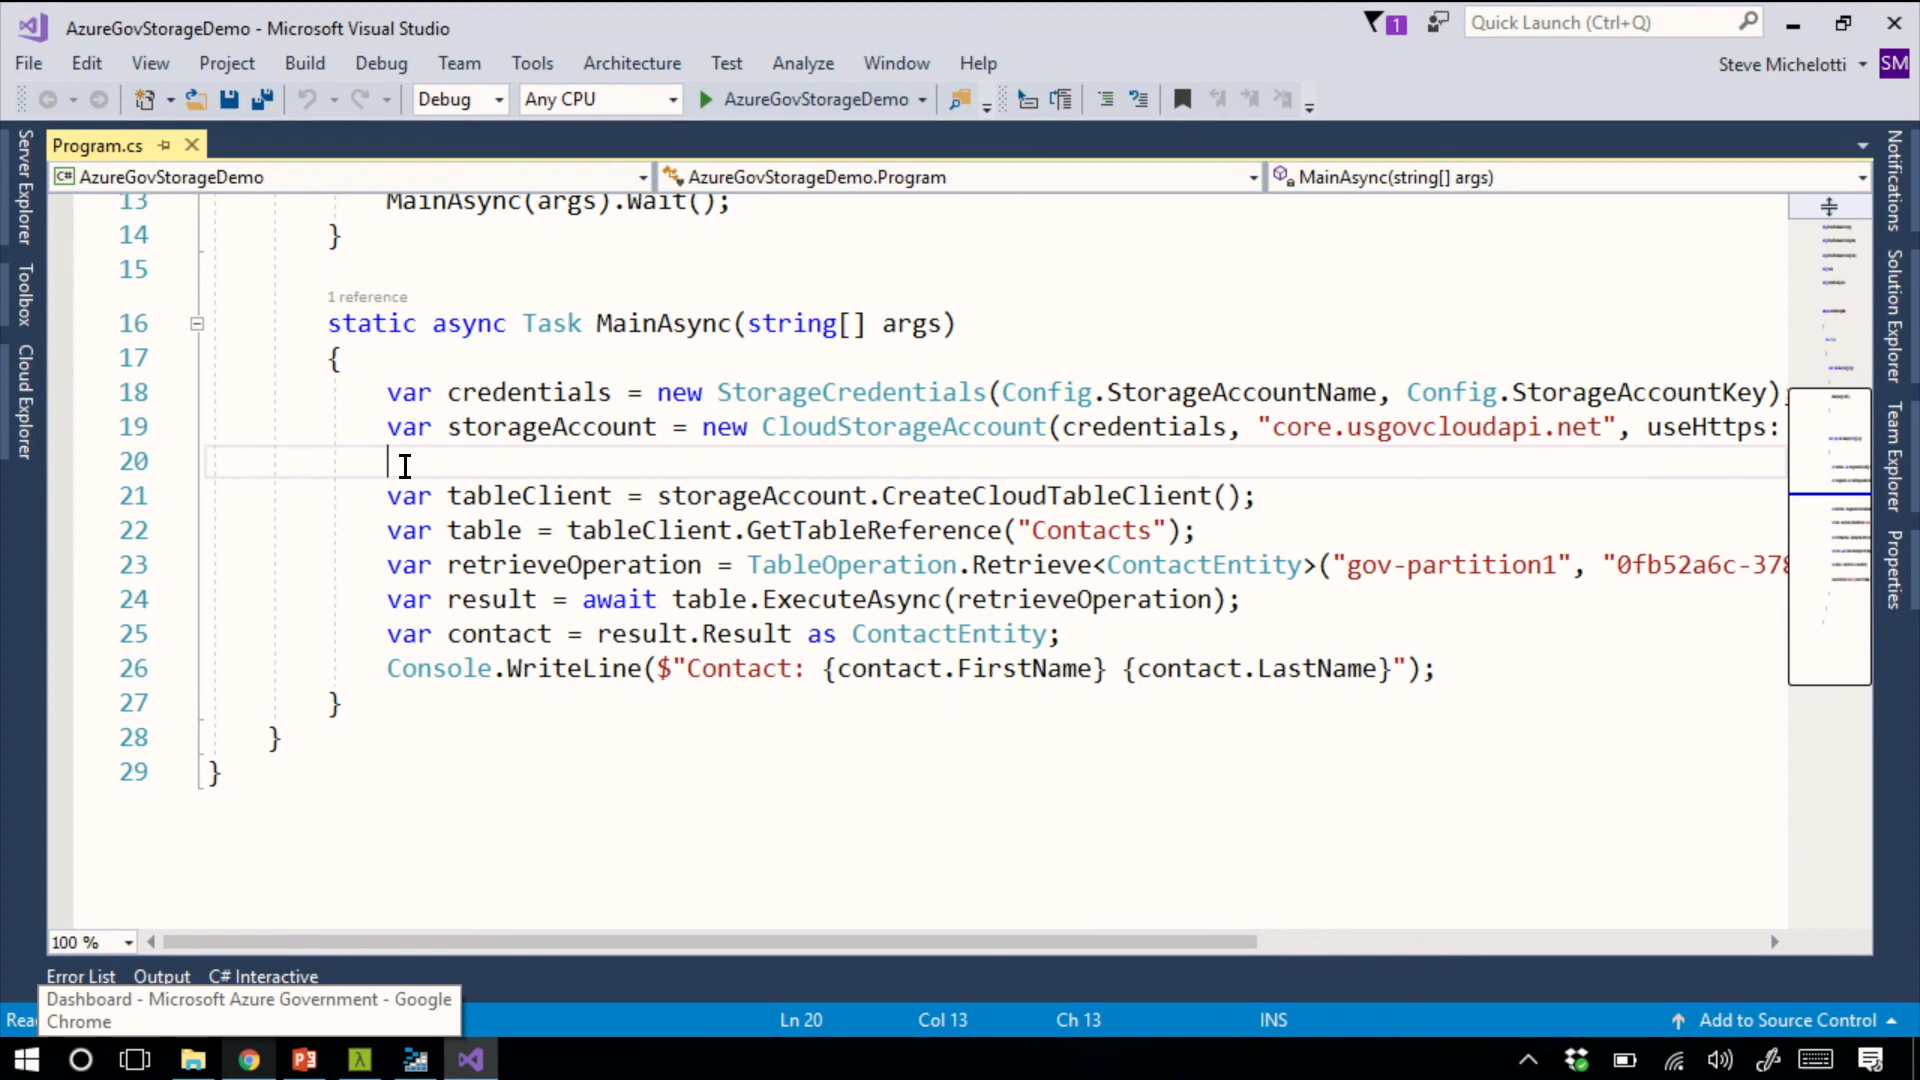 AzureGovStorageDemo - Microsoft Visual Studio
1
Quick Launch (Ctrl+Q)
File Edit View Project Build Debug Team Tools Architecture Test Analyze Window Help
Steve Michelotti SM
Debug Any CPU AzureGovStorageDemo
Program.cs
AzureGovStorageDemo AzureGovStorageDemo.Program MainAsync(string[] args)
Server Explorer
Toolbox
Cloud Explorer
13 MainAsync(args).Wait();
14 }
15
1 reference
16 static async Task MainAsync(string[] args)
17 {
18 var credentials = new StorageCredentials(Config.StorageAccountName, Config.StorageAccountKey);
19 var storageAccount = new CloudStorageAccount(credentials, "core.usgovcloudapi.net", useHttps:
20
21 var tableClient = storageAccount.CreateCloudTableClient();
22 var table = tableClient.GetTableReference("Contacts");
23 var retrieveOperation = TableOperation.Retrieve<ContactEntity>("gov-partition1", "0fb52a6c-378
24 var result = await table.ExecuteAsync(retrieveOperation);
25 var contact = result.Result as ContactEntity;
26 Console.WriteLine($"Contact: {contact.FirstName} {contact.LastName}");
27 }
28 }
29 }
Notifications
Solution Explorer
Team Explorer
Properties
100 %
Error List Output C# Interactive
Dashboard - Microsoft Azure Government - Google
Chrome
Rea Ln 20 Col 13 Ch 13 INS Add to Source Control